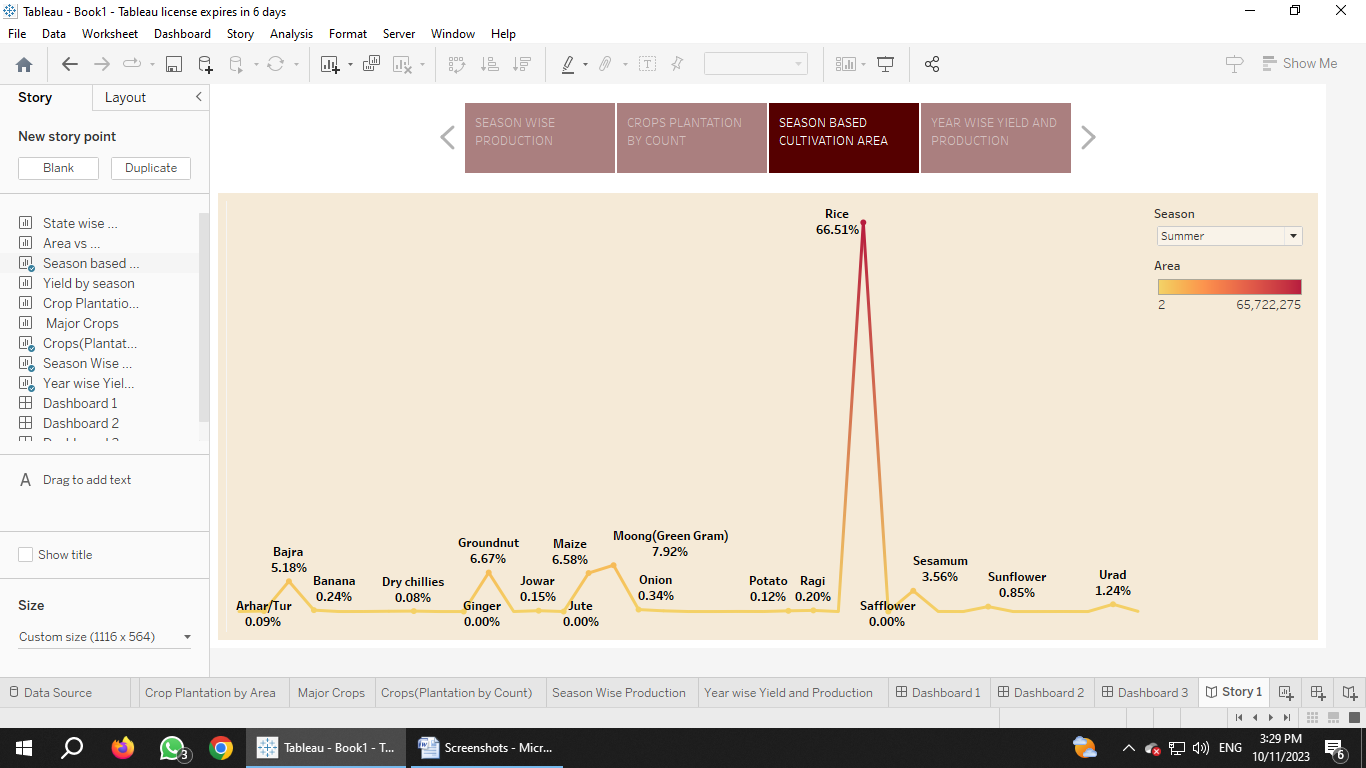 Tableau - Book1 - Tableau license expires in 6 days
File Data Worksheet Dashboard Story Analysis Format Server Window Help
Show Me
Story Layout
New story point
Blank Duplicate
State wise ...
Area vs ...
Season based ...
Yield by season
Crop Plantatio...
Major Crops
Crops(Plantat...
Season Wise ...
Year wise Yiel...
Dashboard 1
Dashboard 2
A Drag to add text
Show title
Size
Custom size (1116 x 564)
SEASON WISE
PRODUCTION
CROPS PLANTATION
BY COUNT
SEASON BASED
CULTIVATION AREA
YEAR WISE YIELD AND
PRODUCTION
Rice
66.51%
Season
Summer
Area
2 65,722,275
Arhar/Tur
0.09%
Bajra
5.18%
Banana
0.24%
Dry chillies
0.08%
Ginger
0.00%
Groundnut
6.67%
Jowar
0.15%
Jute
0.00%
Maize
6.58%
Moong(Green Gram)
7.92%
Onion
0.34%
Potato
0.12%
Ragi
0.20%
Safflower
0.00%
Sesamum
3.56%
Sunflower
0.85%
Urad
1.24%
Data Source Crop Plantation by Area Major Crops Crops(Plantation by Count) Season Wise Production Year wise Yield and Production Dashboard 1 Dashboard 2 Dashboard 3 Story 1
3 Tableau - Book1 - T... Screenshots - Micr... ENG 3:29 PM
10/11/2023 6